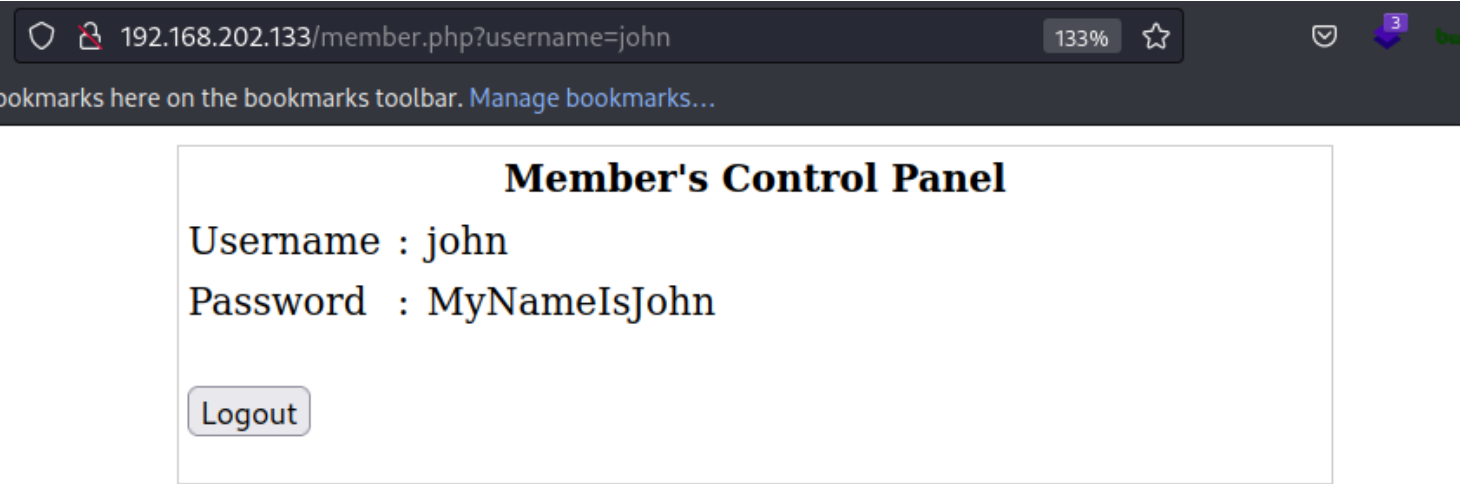 192.168.202.133/member.php?username=john 133% 3
ookmarks here on the bookmarks toolbar. Manage bookmarks…
Member's Control Panel
Username : john
Password : MyNameIsJohn
Logout